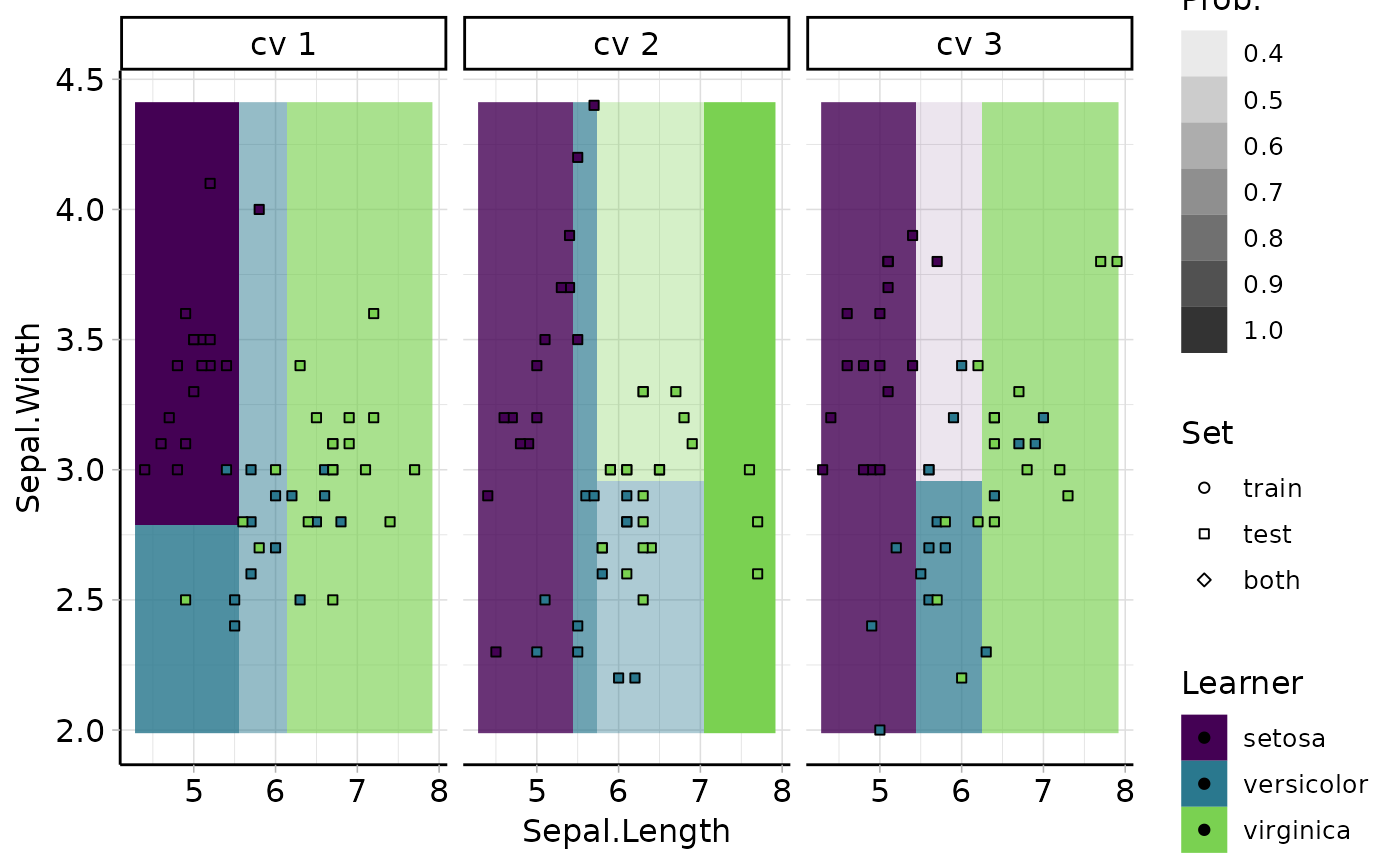 cv 1
cv 2
cv 3
4.5
4.0
3.5
3.0
2.5
2.0
Sepal.Width
5 6 7 8
5 6 7 8
5 6 7 8
Sepal.Length
Prob.
0.4
0.5
0.6
0.7
0.8
0.9
1.0
Set
train
test
both
Learner
setosa
versicolor
virginica